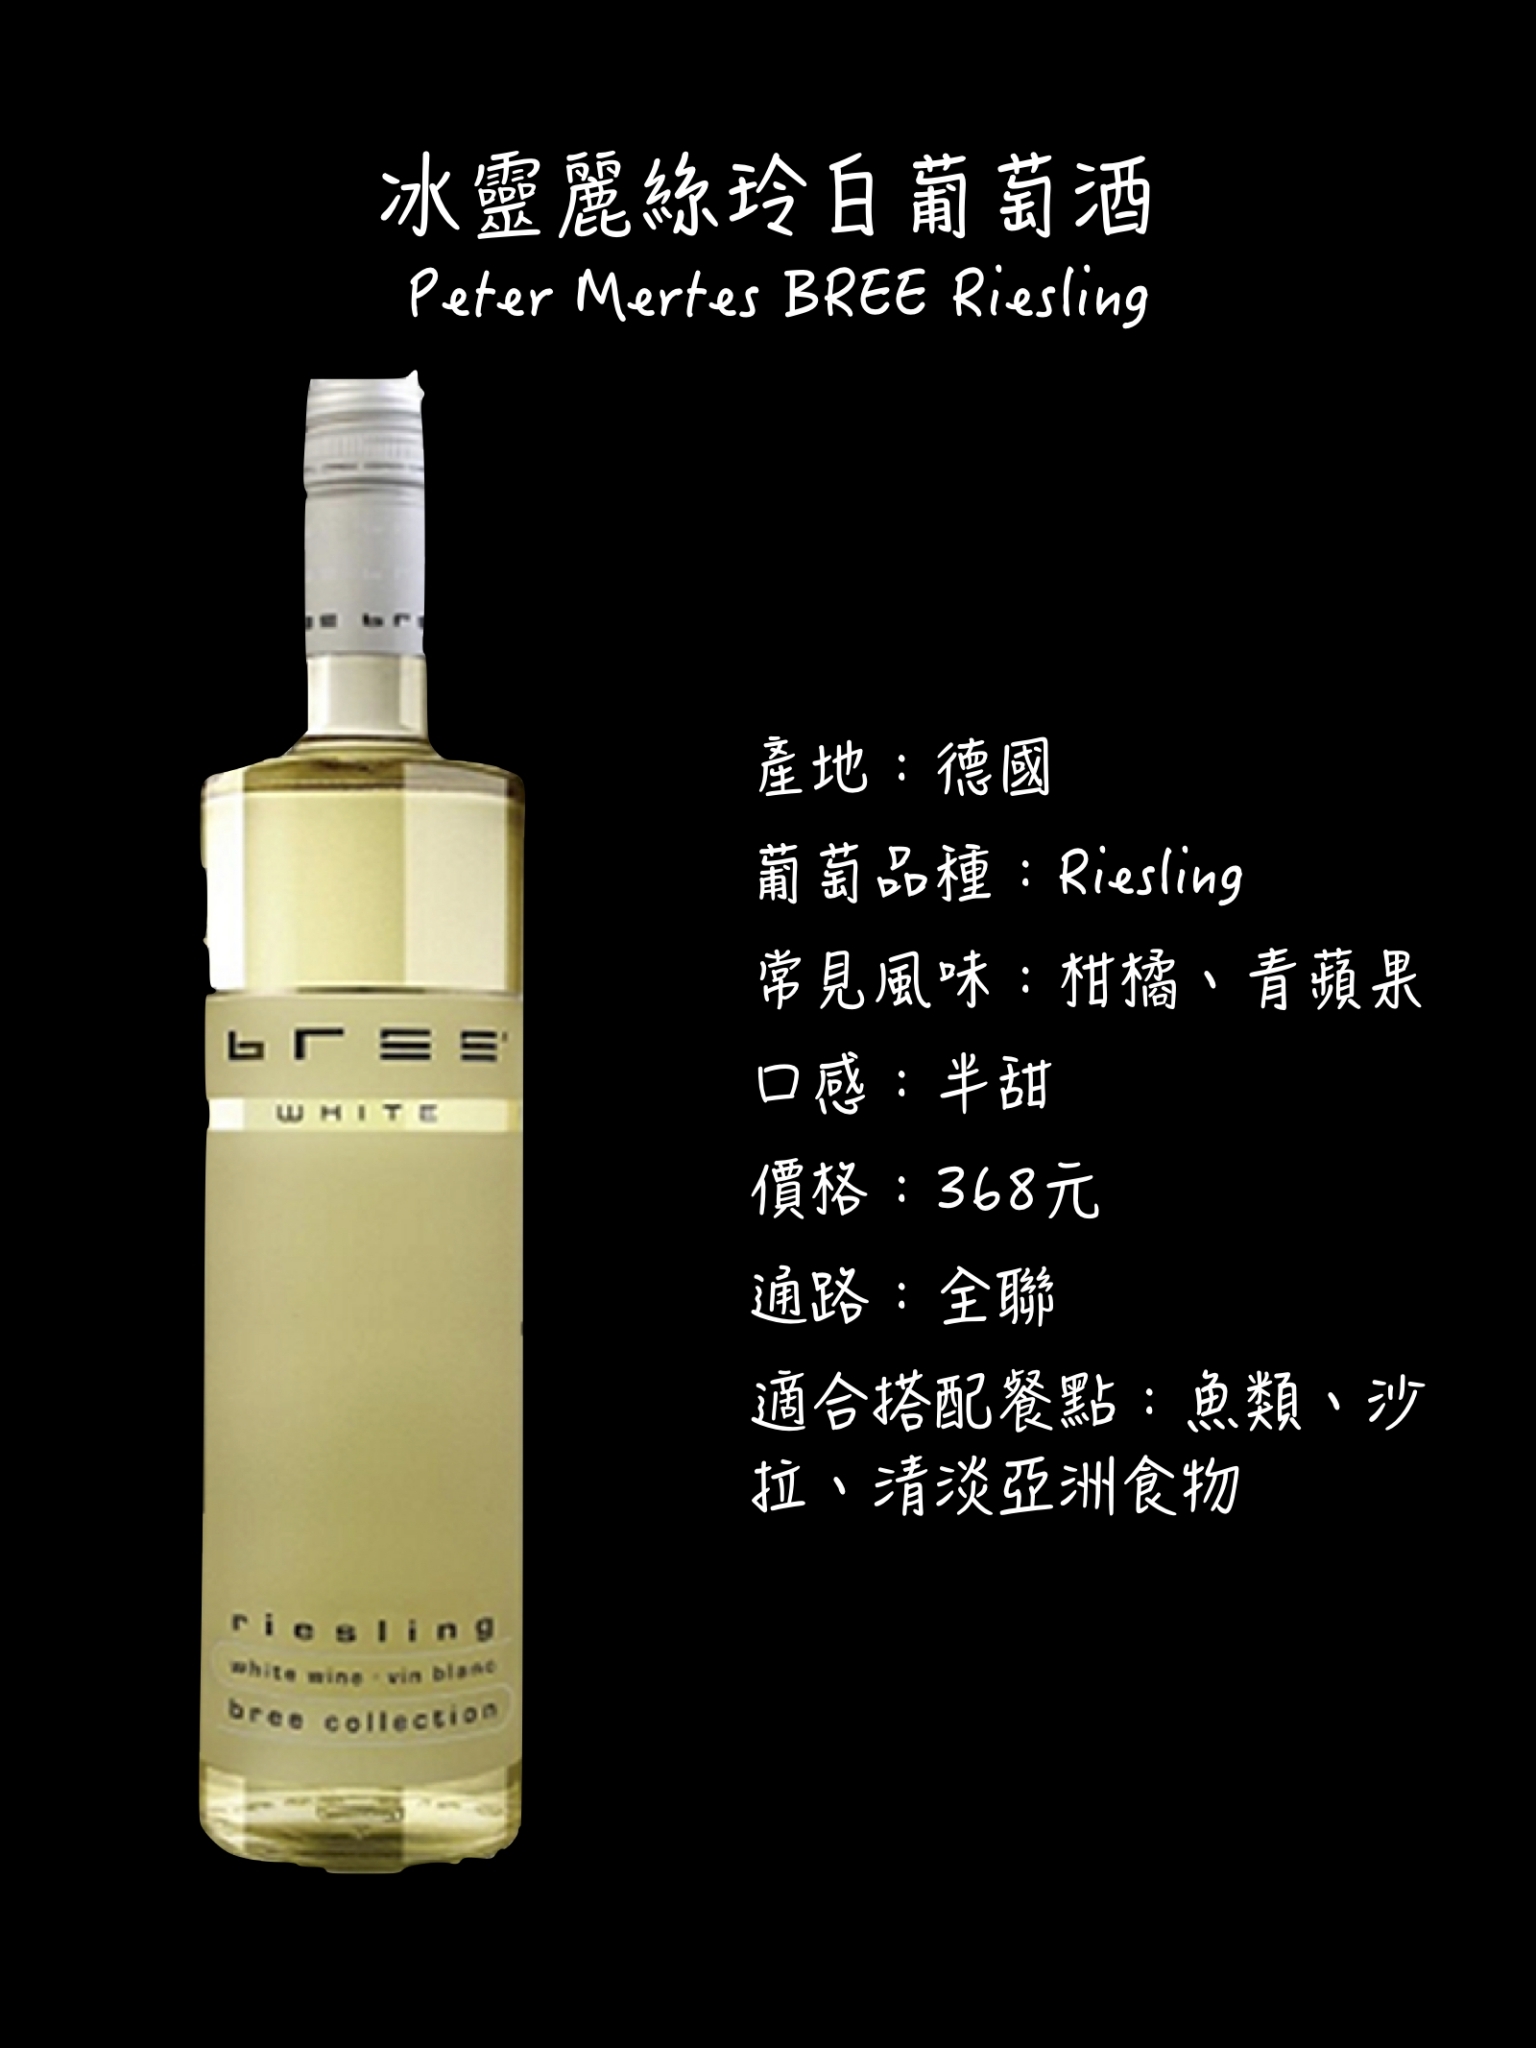 冰靈麗絲玲白葡萄酒
Peter Mertes BREE Riesling
bree
WHITE
產地：德國
葡萄品種：Riesling
常見風味：柑橘、青蘋果
口感：半甜
價格：368元
通路：全聯
適合搭配餐點：魚類、沙
拉、清淡亞洲食物
riesling
white wine · vin blanc
bree collection